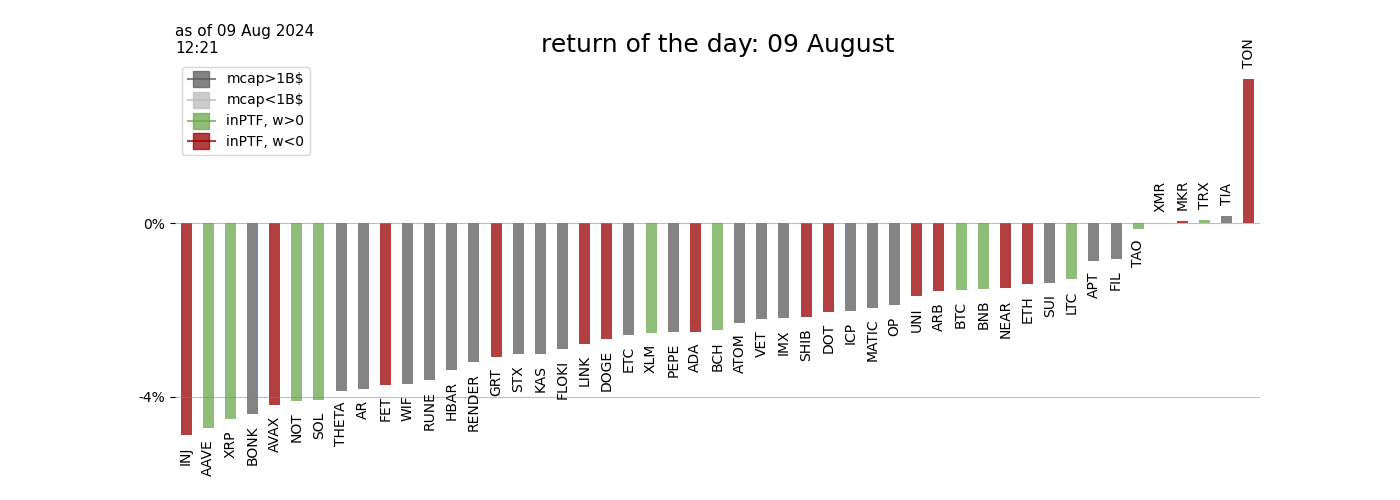 as of 09 Aug 2024
12:21
return of the day: 09 August
mcap>1B$
mcap<1B$
inPTF, w>0
inPTF, w<0
0%
-4%
INJ
AAVE
XRP
BONK
AVAX
NOT
SOL
THETA
AR
FET
WIF
RUNE
HBAR
RENDER
GRT
STX
KAS
FLOKI
LINK
DOGE
ETC
XLM
PEPE
ADA
BCH
ATOM
VET
IMX
SHIB
DOT
ICP
MATIC
OP
UNI
ARB
BTC
BNB
NEAR
ETH
SUI
LTC
APT
FIL
TAO
XMR
MKR
TRX
TIA
TON